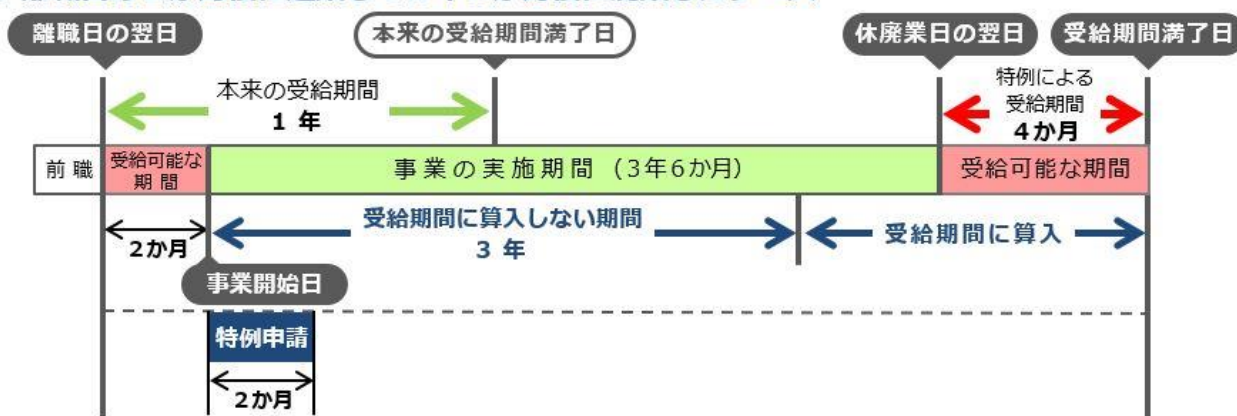 離職日の翌日
本来の受給期間満了日
休廃業日の翌日
受給期間満了日
本来の受給期間
1 年
特例による
受給期間
4か月
前 職
受給可能な
期 間
事業の実施期間 (3年6か月)
受給可能な期間
2か月
受給期間に算入しない期間
3 年
受給期間に算入
事業開始日
特例申請
2か月